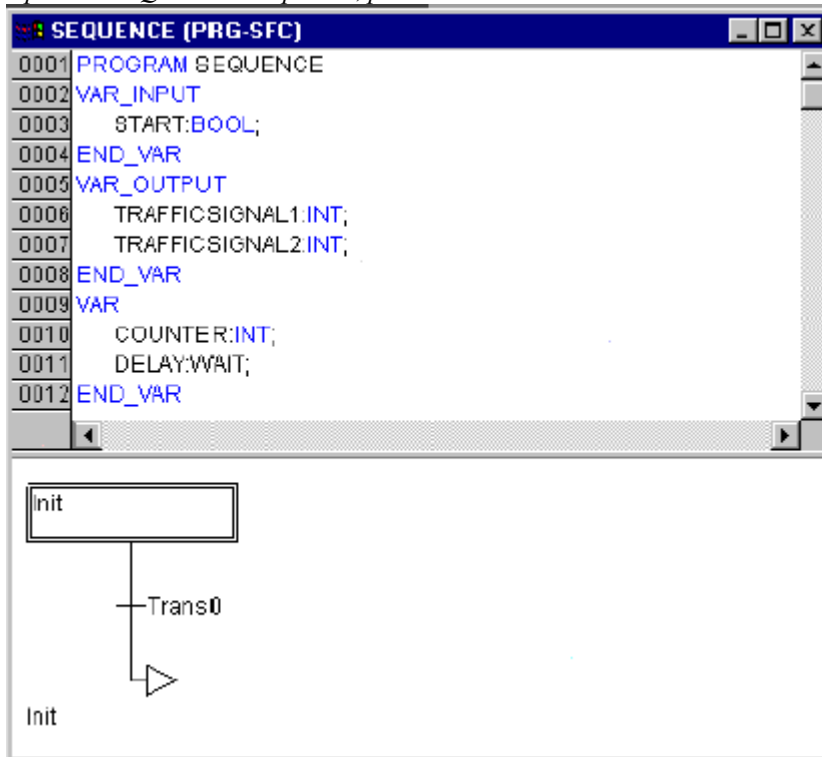 SEQUENCE (PRG-SFC)
0001 PROGRAM SEQUENCE
0002 VAR_INPUT
0003 START:BOOL;
0004 END_VAR
0005 VAR_OUTPUT
0006 TRAFFICSIGNAL1:INT;
0007 TRAFFICSIGNAL2:INT;
0008 END_VAR
0009 VAR
0010 COUNTER:INT;
0011 DELAY:WAIT;
0012 END_VAR
Init
Trans0
Init